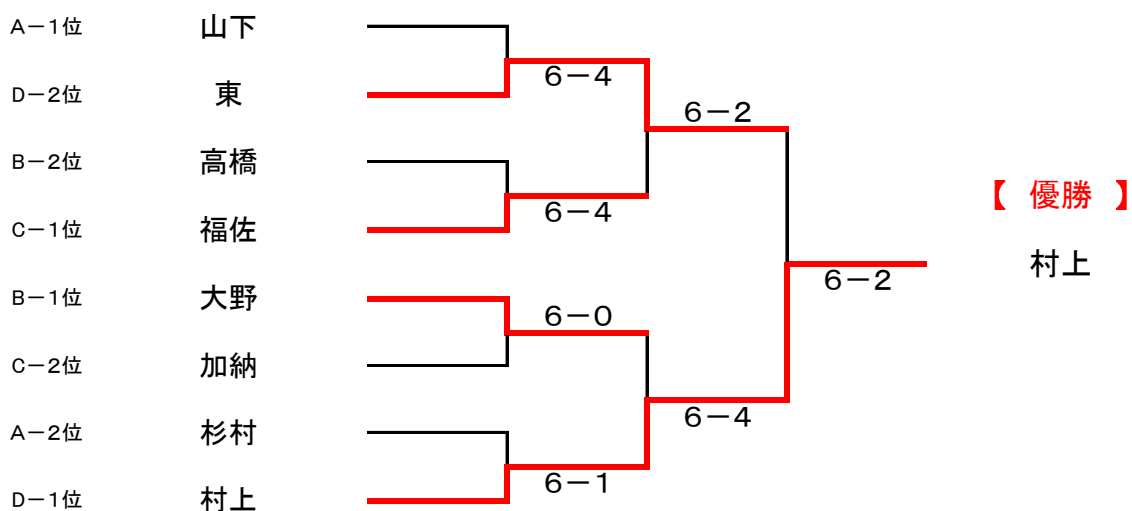 A－1位 山下
6－4
D－2位 東
6－2
B－2位 高橋
【 優勝 】
6－4
C－1位 福佐
村上
6－2
B－1位 大野
6－0
C－2位 加納
6－4
A－2位 杉村
6－1
D－1位 村上